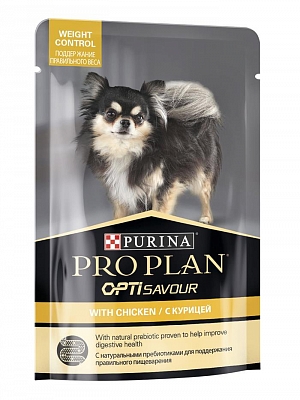 WEIGHT
CONTROL
ПОДДЕРЖАНИЕ
ПРАВИЛЬНОГО ВЕСА
PURINA
PRO PLAN
OPTISAVOUR
WITH CHICKEN / С КУРИЦЕЙ
With natural prebiotic proven to help improve
digestive health
С натуральными пребиотиками для поддержания
правильного пищеварения